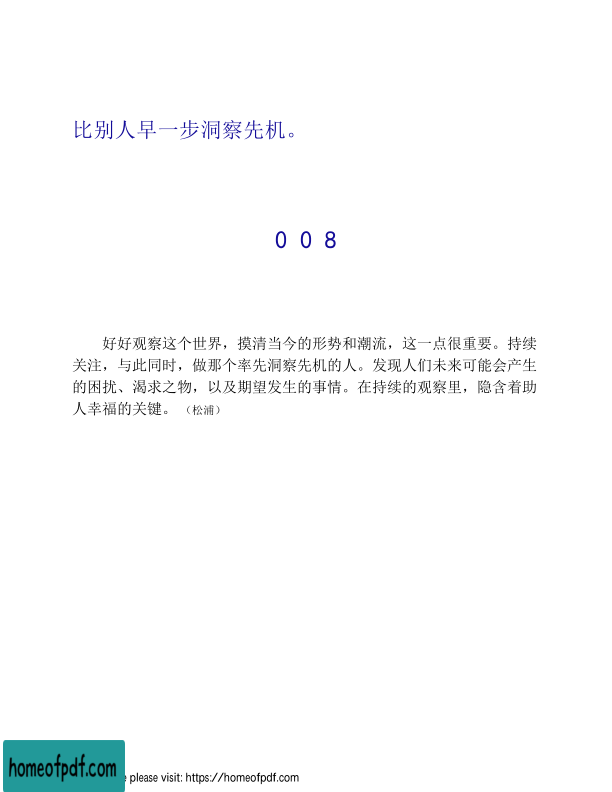 比别人早一步洞察先机。
008
好好观察这个世界，摸清当今的形势和潮流，这一点很重要。持续
关注，与此同时，做那个率先洞察先机的人。发现人们未来可能会产生
的困扰、渴求之物，以及期望发生的事情。在持续的观察里，隐含着助
人幸福的关键。（松浦）
homeofpdf.com
please visit: https://homeofpdf.com